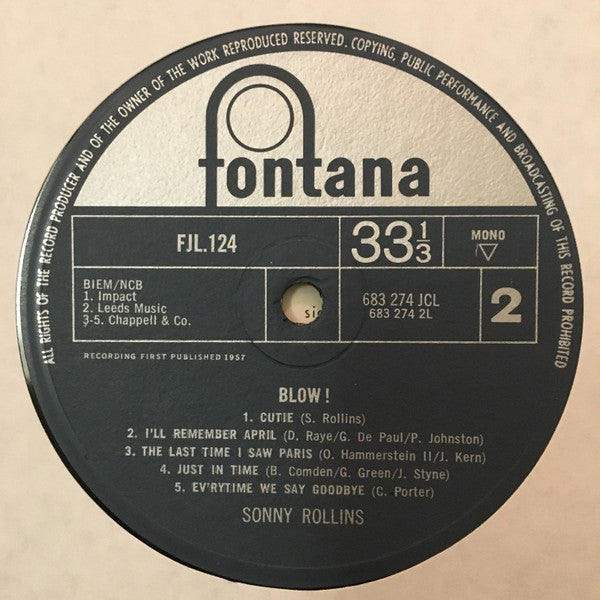 ALL RIGHTS OF THE RECORD PRODUCER AND OF THE OWNER OF THE WORK REPRODUCED RESERVED. COPYING, PUBLIC PERFORMANCE AND BROADCASTING OF THIS RECORD PROHIBITED
fontana
FJL.124
33⅓
MONO
BIEM/NCB
1. Impact
2. Leeds Music
3-5. Chappell & Co.
683 274 JCL
683 274 2L
2
RECORDING FIRST PUBLISHED 1957
BLOW!
1. CUTIE (S. Rollins)
2. I'LL REMEMBER APRIL (D. Raye/G. De Paul/P. Johnston)
3. THE LAST TIME I SAW PARIS (O. Hammerstein II/J. Kern)
4. JUST IN TIME (B. Comden/G. Green/J. Styne)
5. EV'RYTIME WE SAY GOODBYE (C. Porter)
SONNY ROLLINS